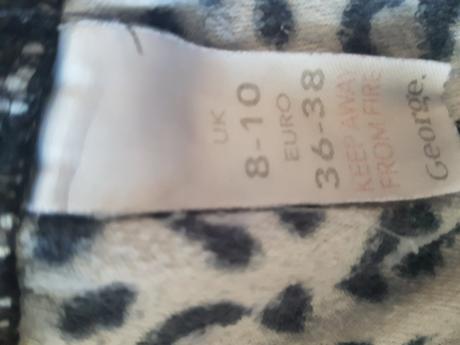 George.
KEEP AWAY
FROM FIRE
UK
8-10
EURO
36-38